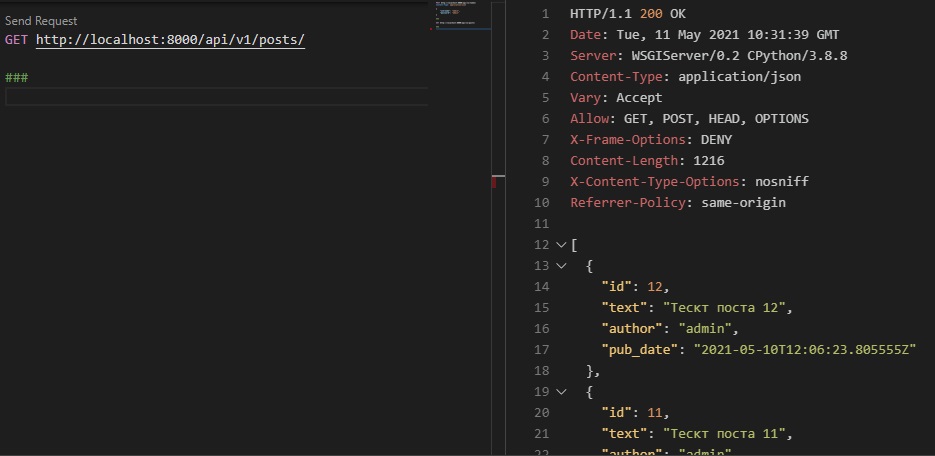 Send Request
GET http://localhost:8000/api/v1/posts/
###
1 HTTP/1.1 200 OK
2 Date: Tue, 11 May 2021 10:31:39 GMT
3 Server: WSGIServer/0.2 CPython/3.8.8
4 Content-Type: application/json
5 Vary: Accept
6 Allow: GET, POST, HEAD, OPTIONS
7 X-Frame-Options: DENY
8 Content-Length: 1216
9 X-Content-Type-Options: nosniff
10 Referrer-Policy: same-origin
11
12 [
13 {
14 "id": 12,
15 "text": "Тескт поста 12",
16 "author": "admin",
17 "pub_date": "2021-05-10T12:06:23.805555Z"
18 },
19 {
20 "id": 11,
21 "text": "Тескт поста 11",
22 "author": "admin",